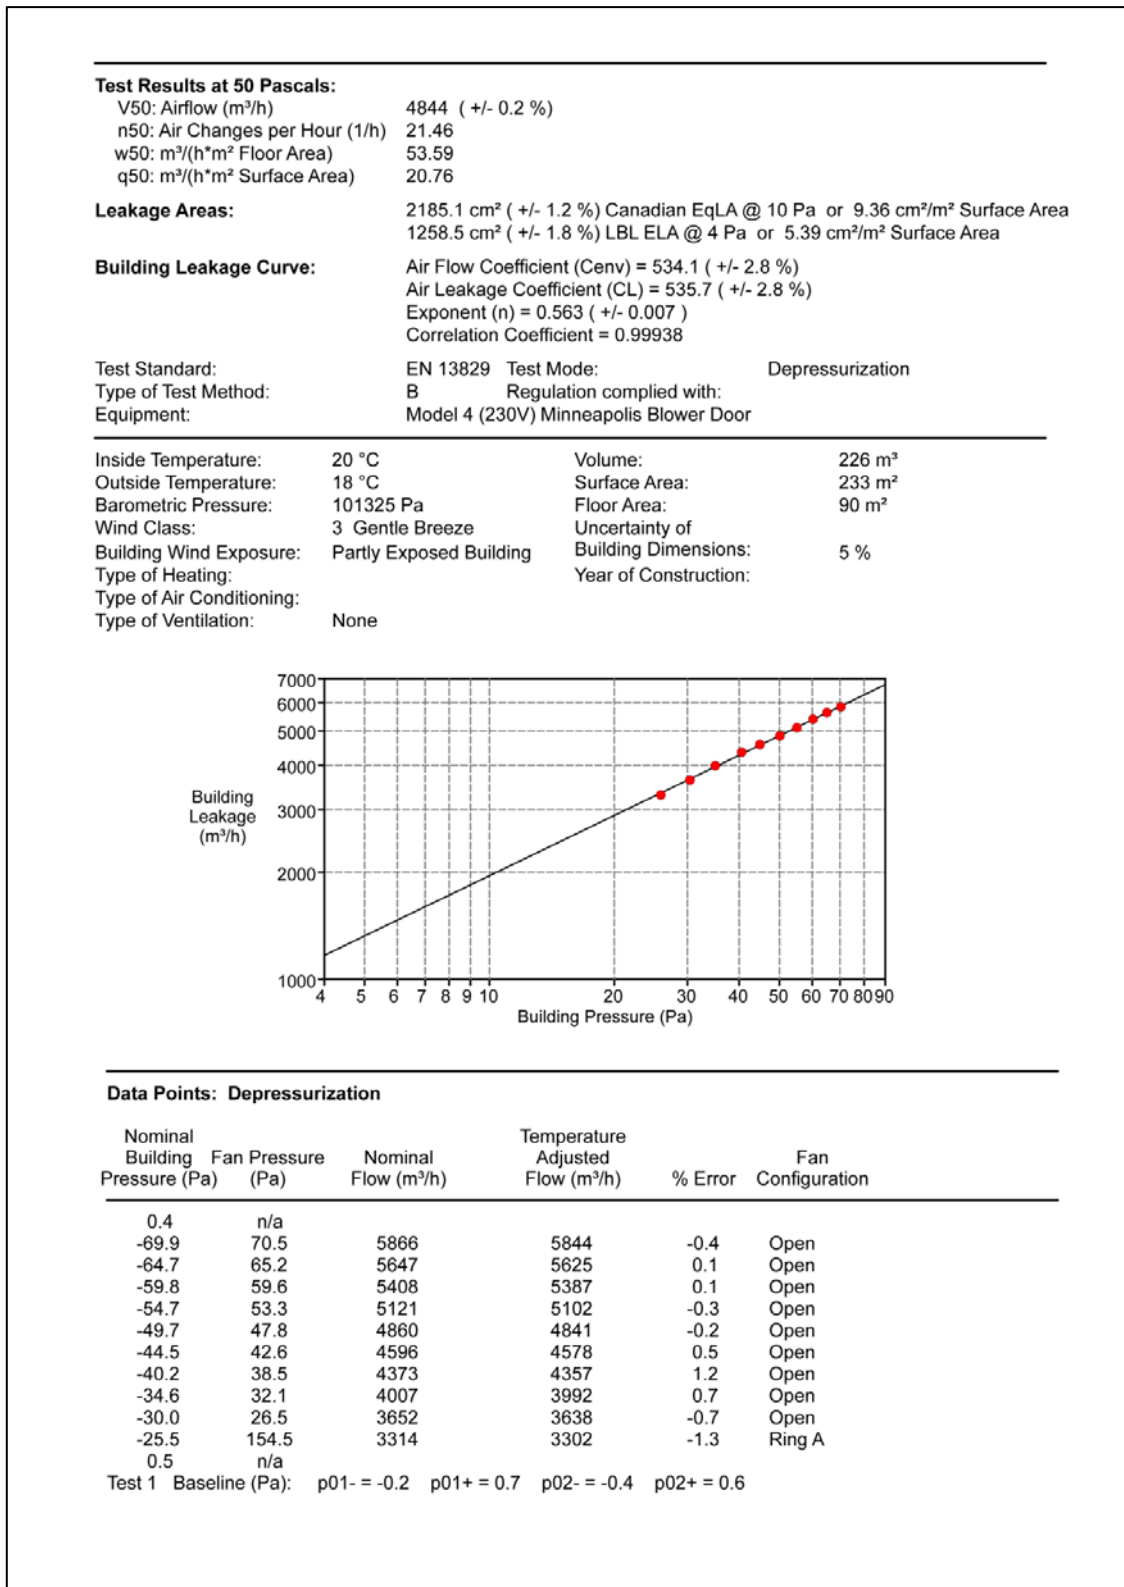 Test Results at 50 Pascals:
V50: Airflow (m³/h) 4844 ( +/- 0.2 %)
n50: Air Changes per Hour (1/h) 21.46
w50: m³/(h*m² Floor Area) 53.59
q50: m³/(h*m² Surface Area) 20.76
Leakage Areas: 2185.1 cm² ( +/- 1.2 %) Canadian EqLA @ 10 Pa or 9.36 cm²/m² Surface Area
1258.5 cm² ( +/- 1.8 %) LBL ELA @ 4 Pa or 5.39 cm²/m² Surface Area
Building Leakage Curve: Air Flow Coefficient (Cenv) = 534.1 ( +/- 2.8 %)
Air Leakage Coefficient (CL) = 535.7 ( +/- 2.8 %)
Exponent (n) = 0.563 ( +/- 0.007 )
Correlation Coefficient = 0.99938
Test Standard: EN 13829 Test Mode: Depressurization
Type of Test Method: B Regulation complied with:
Equipment: Model 4 (230V) Minneapolis Blower Door
Inside Temperature: 20 °C Volume: 226 m³
Outside Temperature: 18 °C Surface Area: 233 m²
Barometric Pressure: 101325 Pa Floor Area: 90 m²
Wind Class: 3 Gentle Breeze Uncertainty of
Building Wind Exposure: Partly Exposed Building Building Dimensions: 5 %
Type of Heating: Year of Construction:
Type of Air Conditioning:
Type of Ventilation: None
7000
6000
5000
4000
3000
2000
1000
Building
Leakage
(m³/h)
4 5 6 7 8 9 10 20 30 40 50 60 70 80 90
Building Pressure (Pa)
Data Points: Depressurization
Nominal Temperature
Building Fan Pressure Nominal Adjusted Fan
Pressure (Pa) (Pa) Flow (m³/h) Flow (m³/h) % Error Configuration
0.4 n/a
-69.9 70.5 5866 5844 -0.4 Open
-64.7 65.2 5647 5625 0.1 Open
-59.8 59.6 5408 5387 0.1 Open
-54.7 53.3 5121 5102 -0.3 Open
-49.7 47.8 4860 4841 -0.2 Open
-44.5 42.6 4596 4578 0.5 Open
-40.2 38.5 4373 4357 1.2 Open
-34.6 32.1 4007 3992 0.7 Open
-30.0 26.5 3652 3638 -0.7 Open
-25.5 154.5 3314 3302 -1.3 Ring A
0.5 n/a
Test 1 Baseline (Pa): p01- = -0.2 p01+ = 0.7 p02- = -0.4 p02+ = 0.6